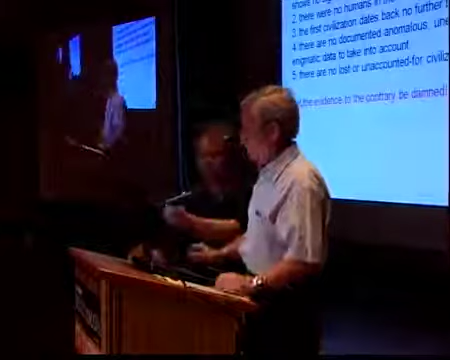 shows no
2. there were no humans in the
3. the first civilization dates back no further t
4. there are no documented anomalous, une
enigmatic data to take into account.
5. there are no lost or unaccounted-for civiliz
the evidence to the contrary be damned!